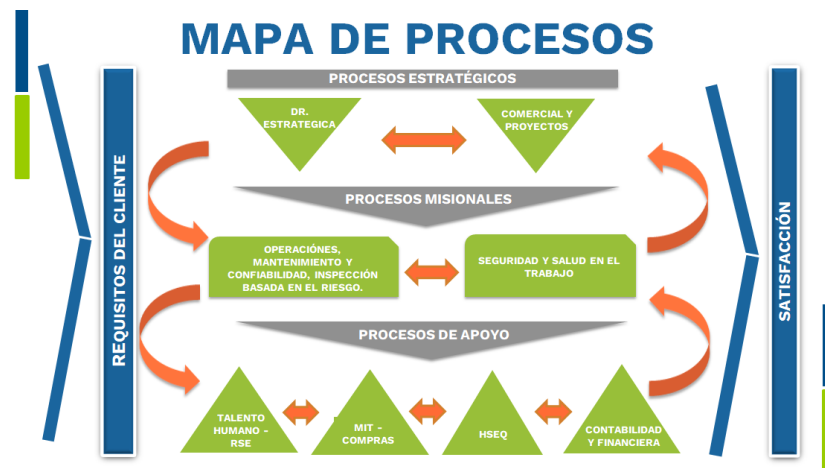 MAPA DE PROCESOS
PROCESOS ESTRATÉGICOS
DR.
ESTRATEGICA
COMERCIAL Y
PROYECTOS
REQUISITOS DEL CLIENTE
PROCESOS MISIONALES
OPERACIÓNES,
MANTENIMIENTO Y
CONFIABILIDAD, INSPECCIÓN
BASADA EN EL RIESGO.
SEGURIDAD Y SALUD EN EL
TRABAJO
SATISFACCIÓN
PROCESOS DE APOYO
TALENTO
HUMANO -
RSE
MIT -
COMPRAS
HSEQ
CONTABILIDAD
Y FINANCIERA